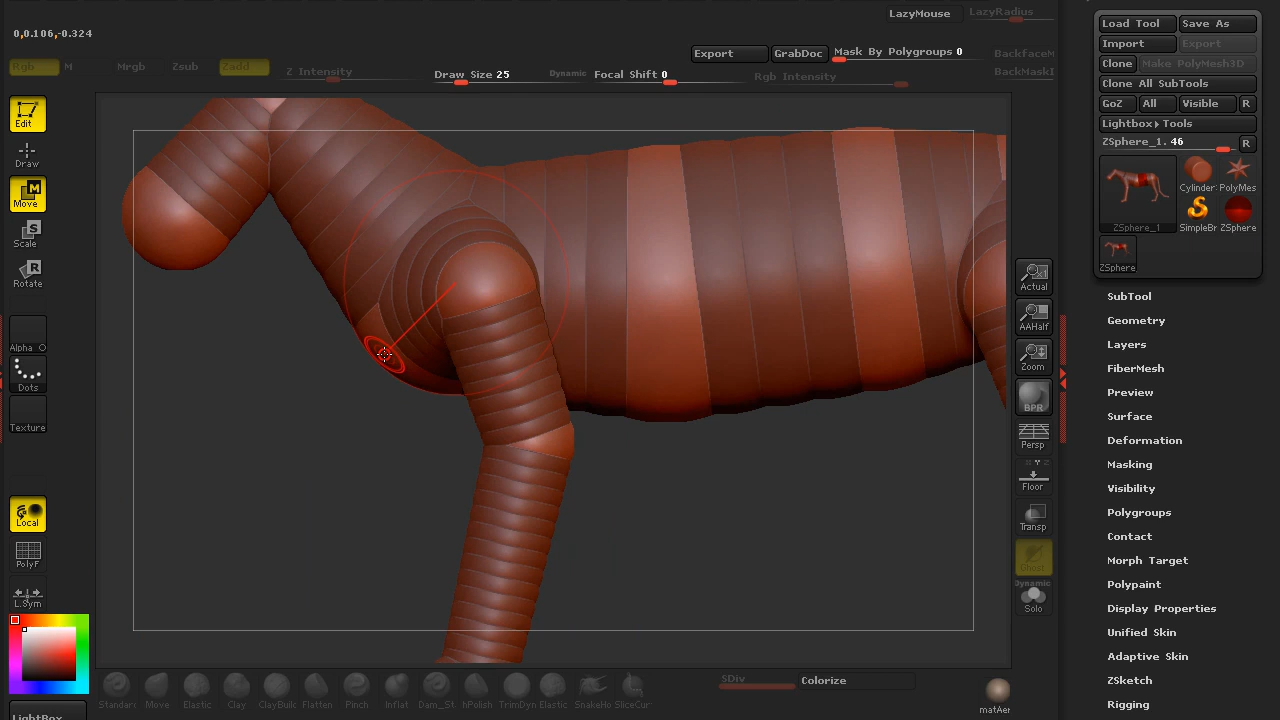 LazyMouse LazyRadius
0,0.106,-0.324
Export GrabDoc Mask By Polygroups 0 BackfaceM
Rgb M Mrgb Zsub Zadd Z Intensity Draw Size 25 Dynamic Focal Shift 0 Rgb Intensity BackMaskI
Edit
Draw
Move
Scale
Rotate
Alpha O
Dots
Texture
Local
PolyF
L.Sym
LightBox
Actual
AAHalf
Zoom
BPR
Persp
Floor
Transp
Ghost
Dynamic
Solo
Standard Move Elastic Clay ClayBuild Flatten Pinch Inflat Dam_St hPolish TrimDyn Elastic SnakeHo SliceCur
SDiv Colorize
matAer
Load Tool Save As
Import Export
Clone Make PolyMesh3D
Clone All SubTools
GoZ All Visible R
Lightbox▸Tools
ZSphere_1. 46 R
Cylinder: PolyMes
ZSphere_1 SimpleBr ZSphere
ZSphere
SubTool
Geometry
Layers
FiberMesh
Preview
Surface
Deformation
Masking
Visibility
Polygroups
Contact
Morph Target
Polypaint
Display Properties
Unified Skin
Adaptive Skin
ZSketch
Rigging